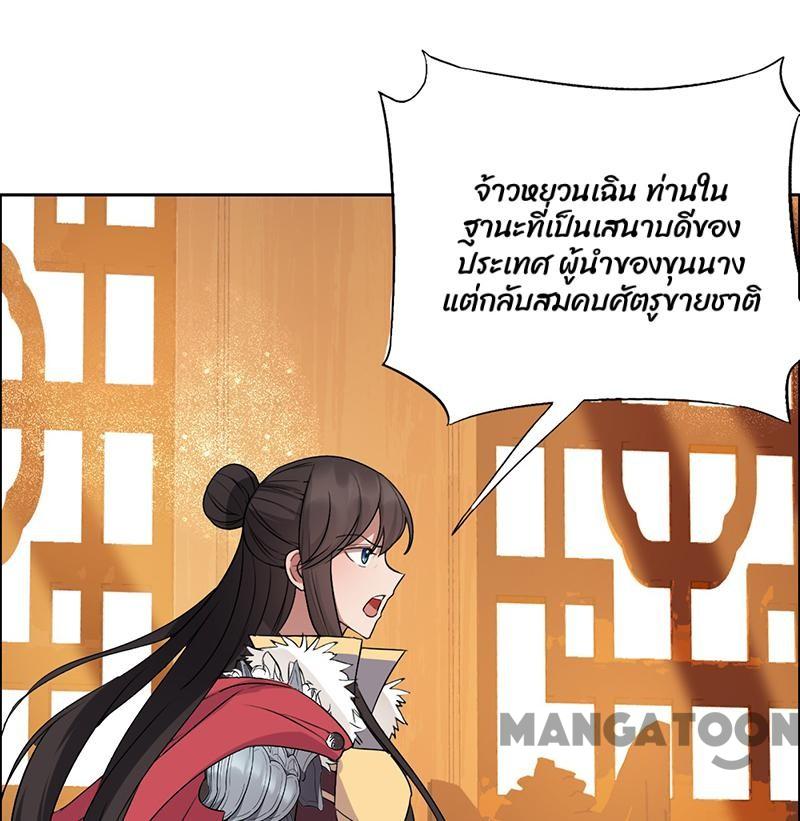 จ้าวหยวนเฉิน ท่านใน
ฐานะที่เป็นเสนาบดีของ
ประเทศ ผู้นำของขุนนาง
แต่กลับสมคบศัตรูขายชาติ
MANGATOON